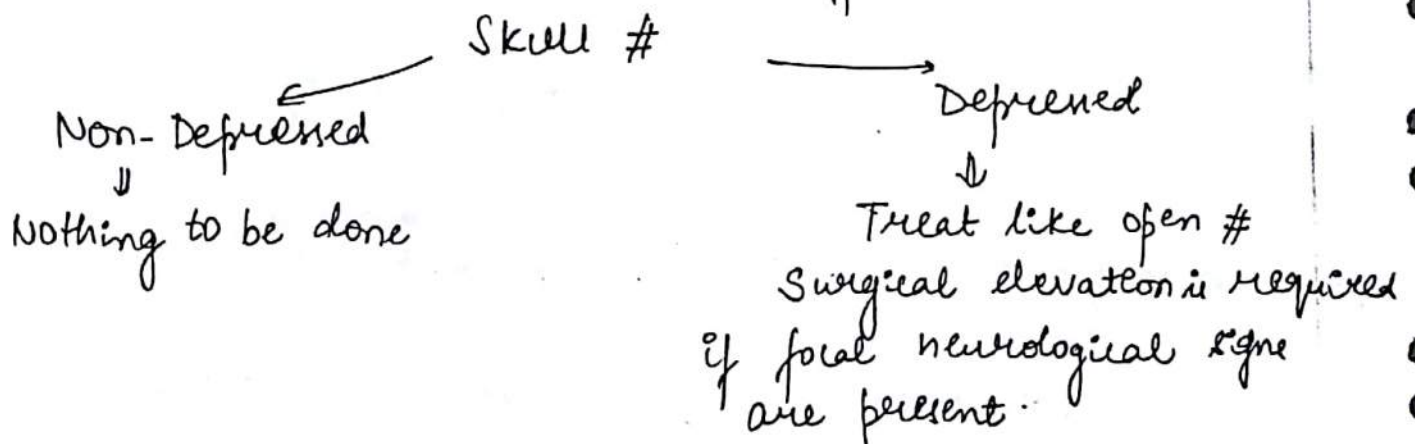 Skull #
Non-Depressed
Depressed
Nothing to be done
Treat like open #
Surgical elevation is required
if focal neurological signs
are present.